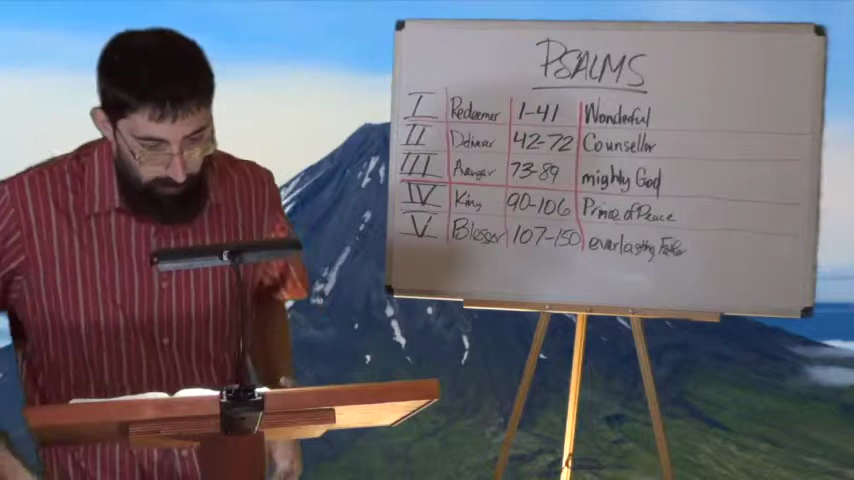 PSALMS
I Redeemer 1-41 Wonderful
II 42-72 Counsellor
III Avenger 73-89 mighty God
IV King 90-106 Prince of Peace
V Blesser 107-150 everlasting Father